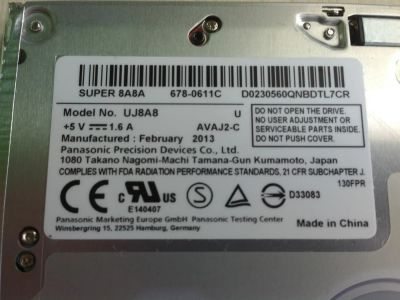 SUPER 8A8A 678-0611C D0230560QNBDTL7CR
Model No. UJ8A8 U
+5 V 1.6 A AVAJ2-C
Manufactured : February 2013
DO NOT OPEN THE DRIVE.
NO USER ADJUSTMENT OR
SERVICEABLE PARTS INSIDE.
DO NOT PUSH COVER.
Panasonic Precision Devices Co., Ltd.
1080 Takano Nagomi-Machi Tamana-Gun Kumamoto, Japan
COMPLIES WITH FDA RADIATION PERFORMANCE STANDARDS, 21 CFR SUBCHAPTER J.
130FPR
CE c RU us S D33083
E140407
Panasonic Marketing Europe GmbH Panasonic Testing Center
Winsbergring 15, 22525 Hamburg, Germany
Made in China